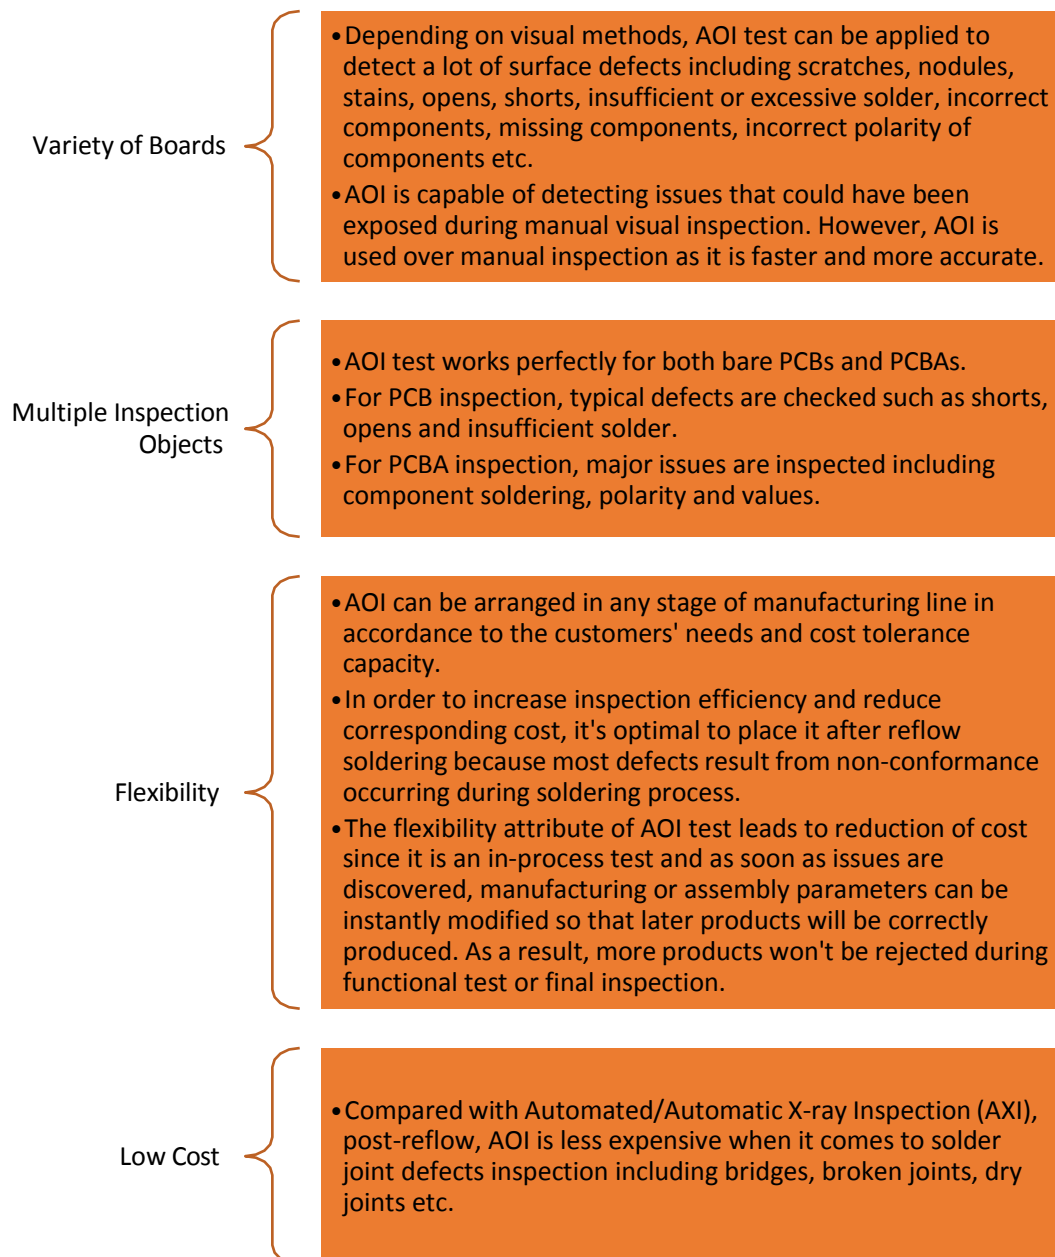 Variety of Boards
•Depending on visual methods, AOI test can be applied to
detect a lot of surface defects including scratches, nodules,
stains, opens, shorts, insufficient or excessive solder, incorrect
components, missing components, incorrect polarity of
components etc.
•AOI is capable of detecting issues that could have been
exposed during manual visual inspection. However, AOI is
used over manual inspection as it is faster and more accurate.
Multiple Inspection
Objects
•AOI test works perfectly for both bare PCBs and PCBAs.
•For PCB inspection, typical defects are checked such as shorts,
opens and insufficient solder.
•For PCBA inspection, major issues are inspected including
component soldering, polarity and values.
Flexibility
•AOI can be arranged in any stage of manufacturing line in
accordance to the customers' needs and cost tolerance
capacity.
•In order to increase inspection efficiency and reduce
corresponding cost, it's optimal to place it after reflow
soldering because most defects result from non-conformance
occurring during soldering process.
•The flexibility attribute of AOI test leads to reduction of cost
since it is an in-process test and as soon as issues are
discovered, manufacturing or assembly parameters can be
instantly modified so that later products will be correctly
produced. As a result, more products won't be rejected during
functional test or final inspection.
Low Cost
•Compared with Automated/Automatic X-ray Inspection (AXI),
post-reflow, AOI is less expensive when it comes to solder
joint defects inspection including bridges, broken joints, dry
joints etc.